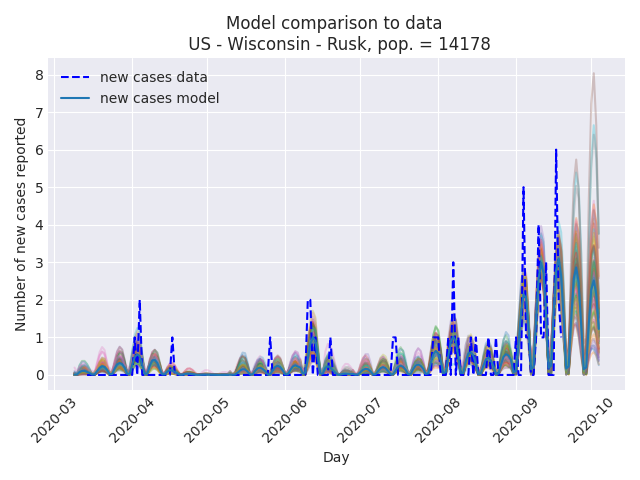 Model comparison to data
US - Wisconsin - Rusk, pop. = 14178
new cases data
new cases model
Number of new cases reported
8
7
6
5
4
3
2
1
0
2020-03
2020-04
2020-05
2020-06
2020-07
2020-08
2020-09
2020-10
Day